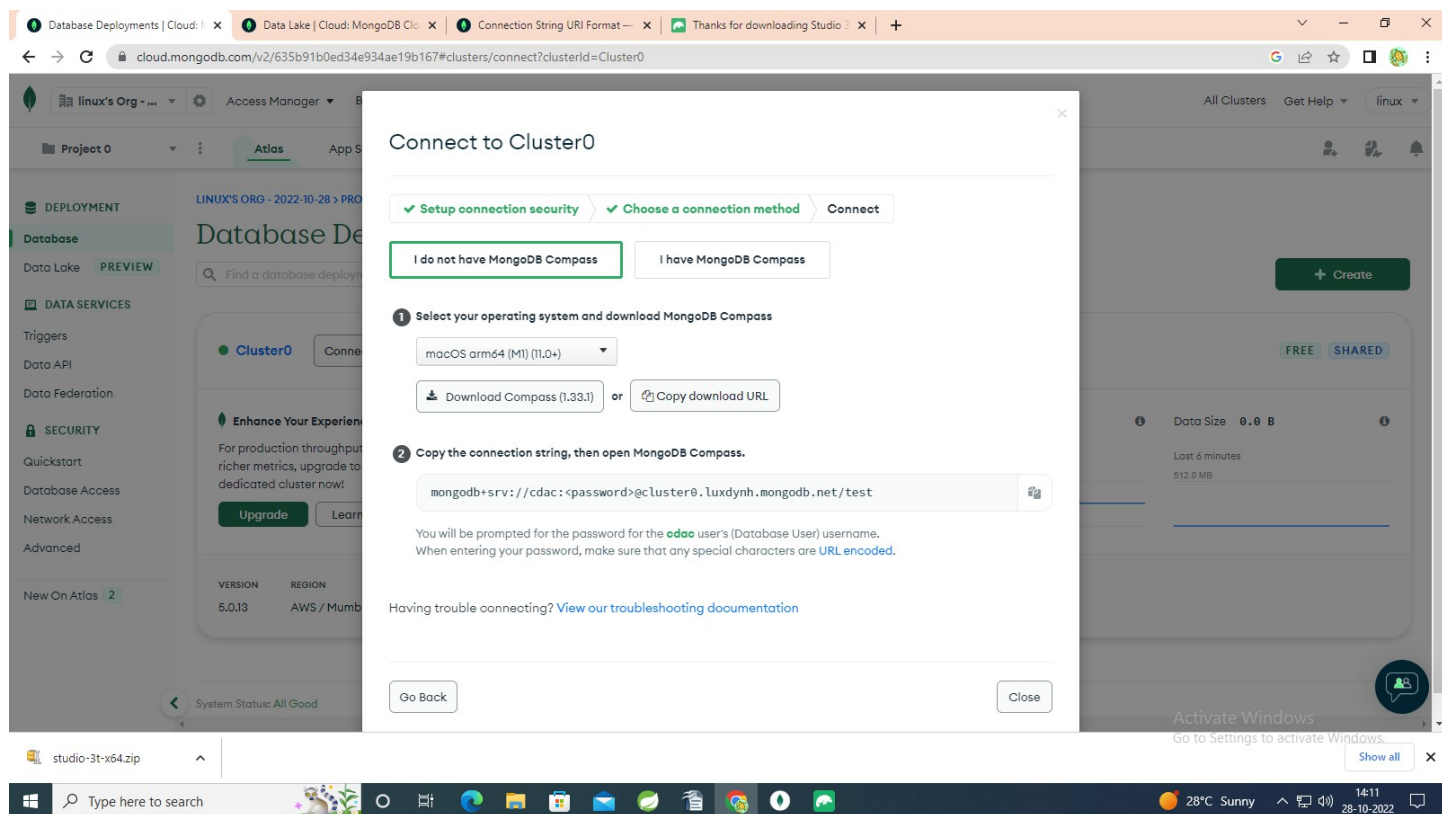 Database Deployments | Cloud: M
Data Lake | Cloud: MongoDB Clo
Connection String URI Format —
Thanks for downloading Studio 3
cloud.mongodb.com/v2/635b91b0ed34e934ae19b167#clusters/connect?clusterId=Cluster0
linux's Org - ...
Access Manager
B
All Clusters
Get Help
linux
Project 0
Atlas
App S
DEPLOYMENT
Database
Data Lake PREVIEW
DATA SERVICES
Triggers
Data API
Data Federation
SECURITY
Quickstart
Database Access
Network Access
Advanced
New On Atlas 2
LINUX'S ORG - 2022-10-28 > PRO
Database De
Find a database deploym
+ Create
Cluster0
Conne
FREE SHARED
Enhance Your Experien
For production throughput
richer metrics, upgrade to
dedicated cluster now!
Upgrade
Learn
Data Size 0.0 B
Last 6 minutes
512.0 MB
VERSION REGION
5.0.13 AWS / Mumb
System Status: All Good
Connect to Cluster0
Setup connection security
Choose a connection method
Connect
I do not have MongoDB Compass
I have MongoDB Compass
1 Select your operating system and download MongoDB Compass
macOS arm64 (M1) (11.0+)
Download Compass (1.33.1) or Copy download URL
2 Copy the connection string, then open MongoDB Compass.
mongodb+srv://cdac:<password>@cluster0.luxdynh.mongodb.net/test
You will be prompted for the password for the cdac user's (Database User) username.
When entering your password, make sure that any special characters are URL encoded.
Having trouble connecting? View our troubleshooting documentation
Go Back
Close
Activate Windows
Go to Settings to activate Windows.
studio-3t-x64.zip
Show all
Type here to search
28°C Sunny
14:11
28-10-2022